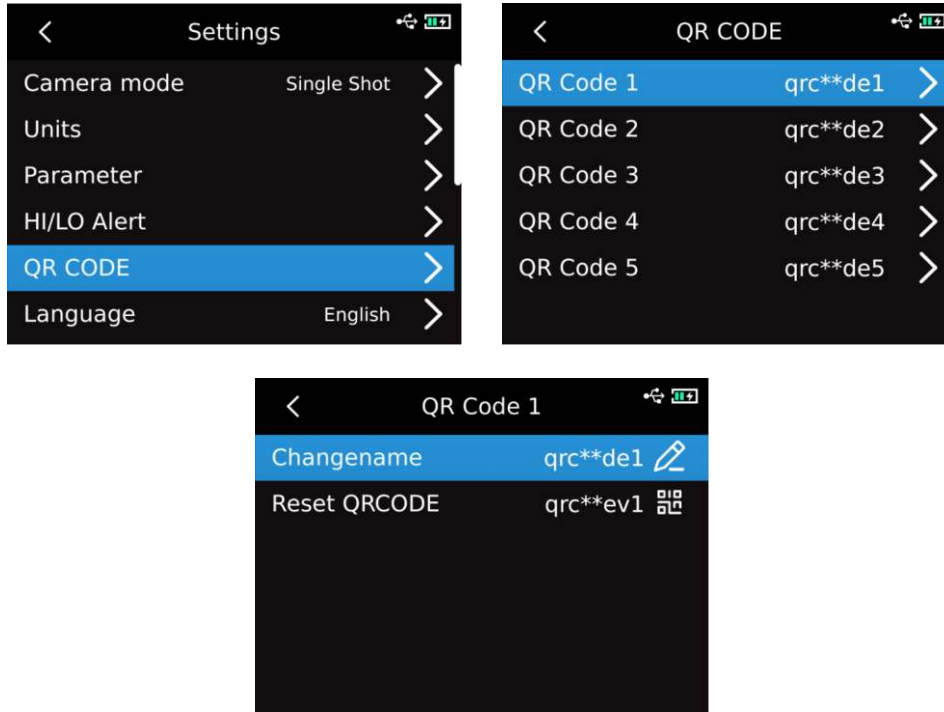 Settings
Camera mode Single Shot
Units
Parameter
HI/LO Alert
QR CODE
Language English
QR CODE
QR Code 1 qrc**de1
QR Code 2 qrc**de2
QR Code 3 qrc**de3
QR Code 4 qrc**de4
QR Code 5 qrc**de5
QR Code 1
Changename qrc**de1
Reset QRCODE qrc**ev1